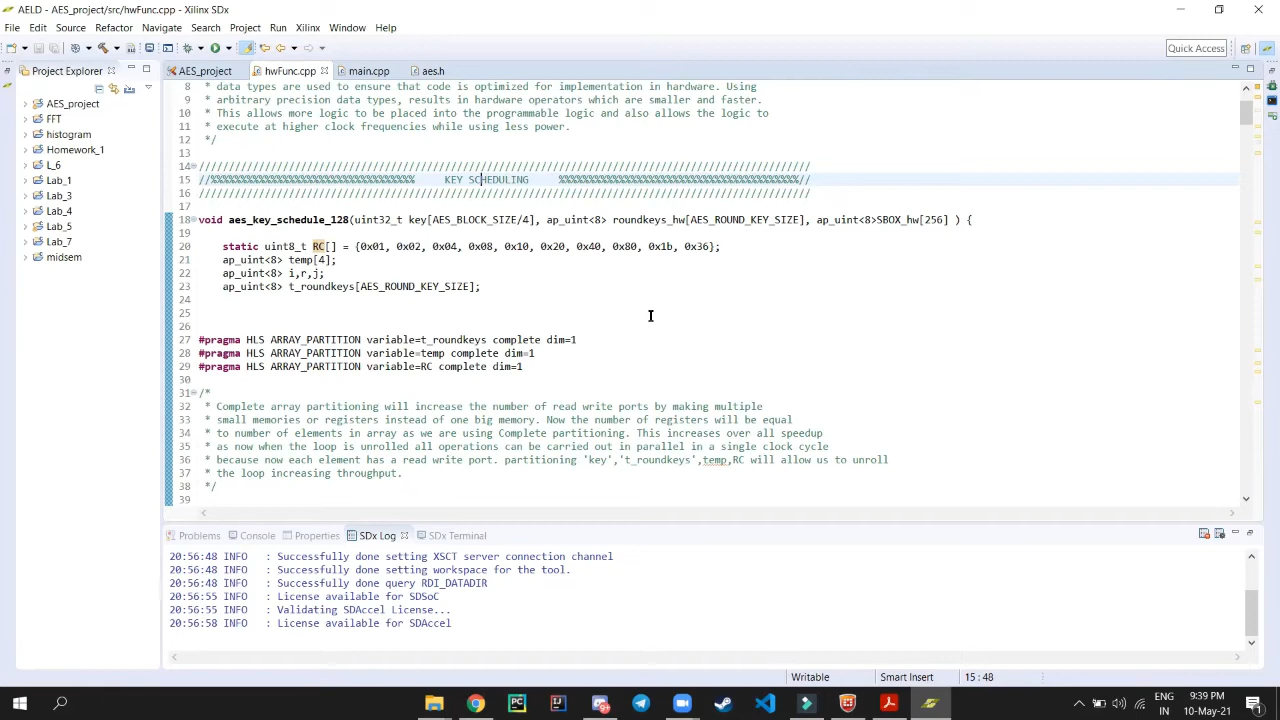 AELD - AES_project/src/hwFunc.cpp - Xilinx SDx
File Edit Source Refactor Navigate Search Project Run Xilinx Window Help
Quick Access
Project Explorer
AES_project hwFunc.cpp main.cpp aes.h
AES_project
FFT
histogram
Homework_1
L_6
Lab_1
Lab_3
Lab_4
Lab_5
Lab_7
midsem
8 * data types are used to ensure that code is optimized for implementation in hardware. Using
9 * arbitrary precision data types, results in hardware operators which are smaller and faster.
10 * This allows more logic to be placed into the programmable logic and also allows the logic to
11 * execute at higher clock frequencies while using less power.
12 */
13
14 //////////////////////////////////////////////////////////////////////////////////////////////////////
15 //%%%%%%%%%%%%%%%%%%%%%%%%%%%%%%%%%% KEY SCHEDULING %%%%%%%%%%%%%%%%%%%%%%%%%%%%%%%%%%%%%%%%//
16 //////////////////////////////////////////////////////////////////////////////////////////////////////
17
18 void aes_key_schedule_128(uint32_t key[AES_BLOCK_SIZE/4], ap_uint<8> roundkeys_hw[AES_ROUND_KEY_SIZE], ap_uint<8>SBOX_hw[256] ) {
19
20 static uint8_t RC[] = {0x01, 0x02, 0x04, 0x08, 0x10, 0x20, 0x40, 0x80, 0x1b, 0x36};
21 ap_uint<8> temp[4];
22 ap_uint<8> i,r,j;
23 ap_uint<8> t_roundkeys[AES_ROUND_KEY_SIZE];
24
25
26
27 #pragma HLS ARRAY_PARTITION variable=t_roundkeys complete dim=1
28 #pragma HLS ARRAY_PARTITION variable=temp complete dim=1
29 #pragma HLS ARRAY_PARTITION variable=RC complete dim=1
30
31 /*
32 * Complete array partitioning will increase the number of read write ports by making multiple
33 * small memories or registers instead of one big memory. Now the number of registers will be equal
34 * to number of elements in array as we are using Complete partitioning. This increases over all speedup
35 * as now when the loop is unrolled all operations can be carried out in parallel in a single clock cycle
36 * because now each element has a read write port. partitioning 'key','t_roundkeys',temp,RC will allow us to unroll
37 * the loop increasing throughput.
38 */
39
Problems Console Properties SDx Log SDx Terminal
20:56:48 INFO : Successfully done setting XSCT server connection channel
20:56:48 INFO : Successfully done setting workspace for the tool.
20:56:48 INFO : Successfully done query RDI_DATADIR
20:56:55 INFO : License available for SDSoC
20:56:55 INFO : Validating SDAccel License...
20:56:58 INFO : License available for SDAccel
Writable Smart Insert 15 : 48
ENG 9:39 PM
IN 10-May-21